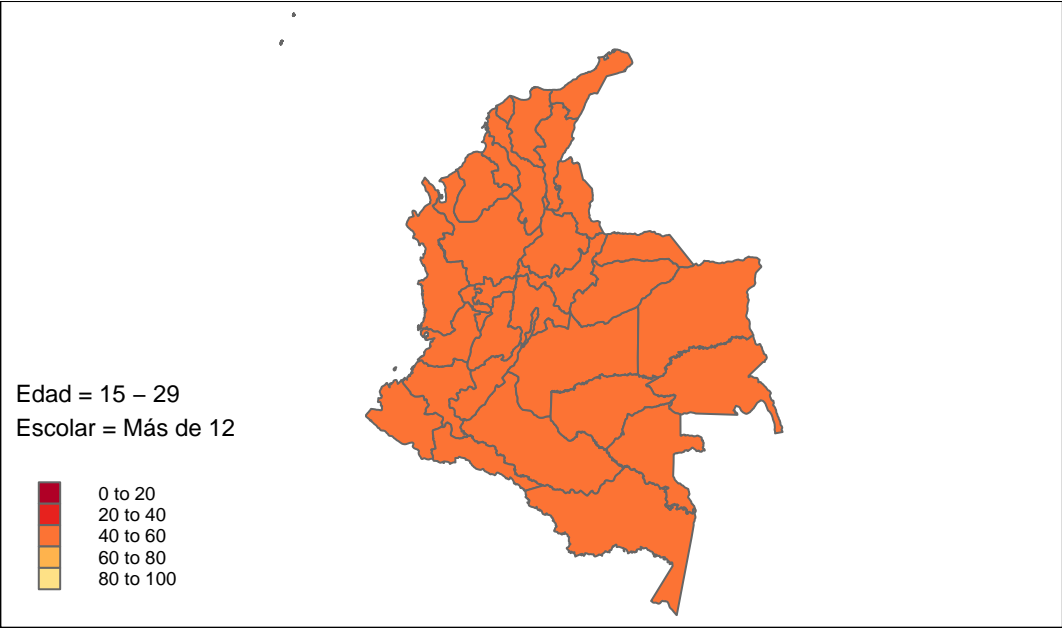 Edad = 15 – 29
Escolar = Más de 12
0 to 20
20 to 40
40 to 60
60 to 80
80 to 100